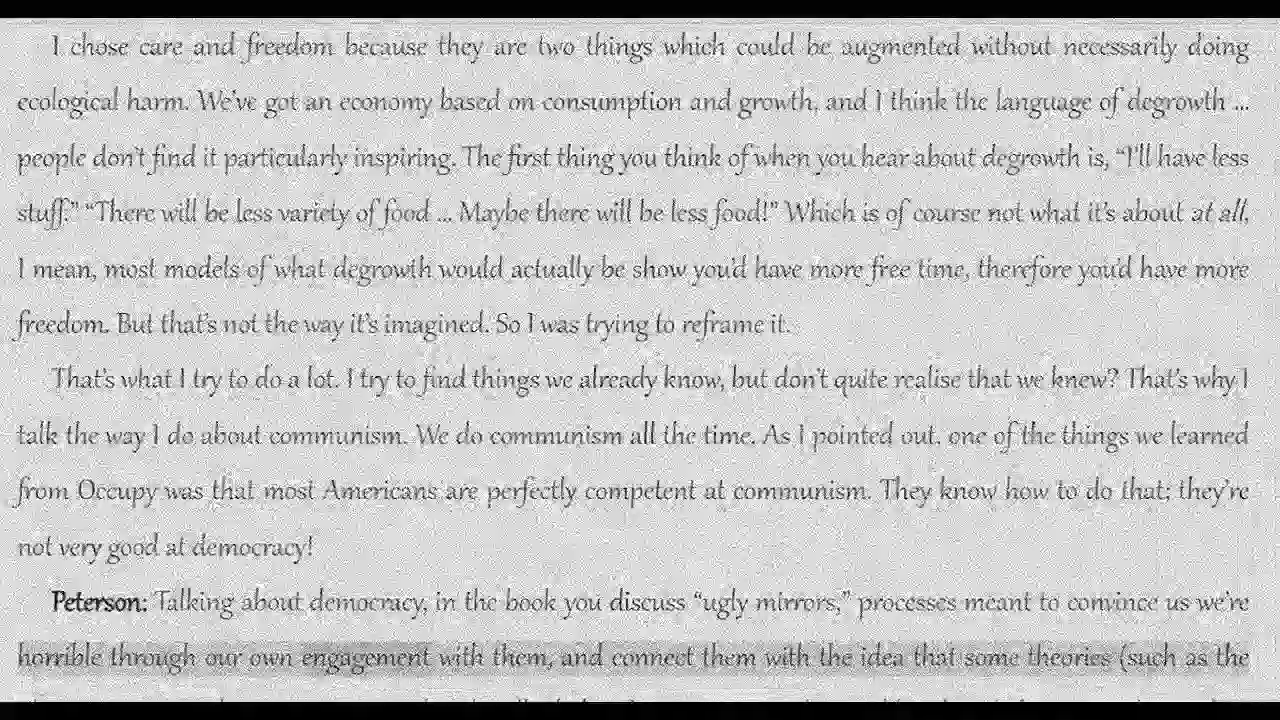 I chose care and freedom because they are two things which could be augmented without necessarily doing
ecological harm. We've got an economy based on consumption and growth, and I think the language of degrowth ...
people don't find it particularly inspiring. The first thing you think of when you hear about degrowth is, “I'll have less
stuff.” “There will be less variety of food ... Maybe there will be less food!” Which is of course not what it's about at all,
I mean, most models of what degrowth would actually be show you'd have more free time, therefore you'd have more
freedom. But that's not the way it's imagined. So I was trying to reframe it.
That's what I try to do a lot. I try to find things we already know, but don't quite realise that we knew? That's why I
talk the way I do about communism. We do communism all the time. As I pointed out, one of the things we learned
from Occupy was that most Americans are perfectly competent at communism. They know how to do that; they're
not very good at democracy!
Peterson: Talking about democracy, in the book you discuss “ugly mirrors,” processes meant to convince us we're
horrible through our own engagement with them, and connect them with the idea that some theories (such as the